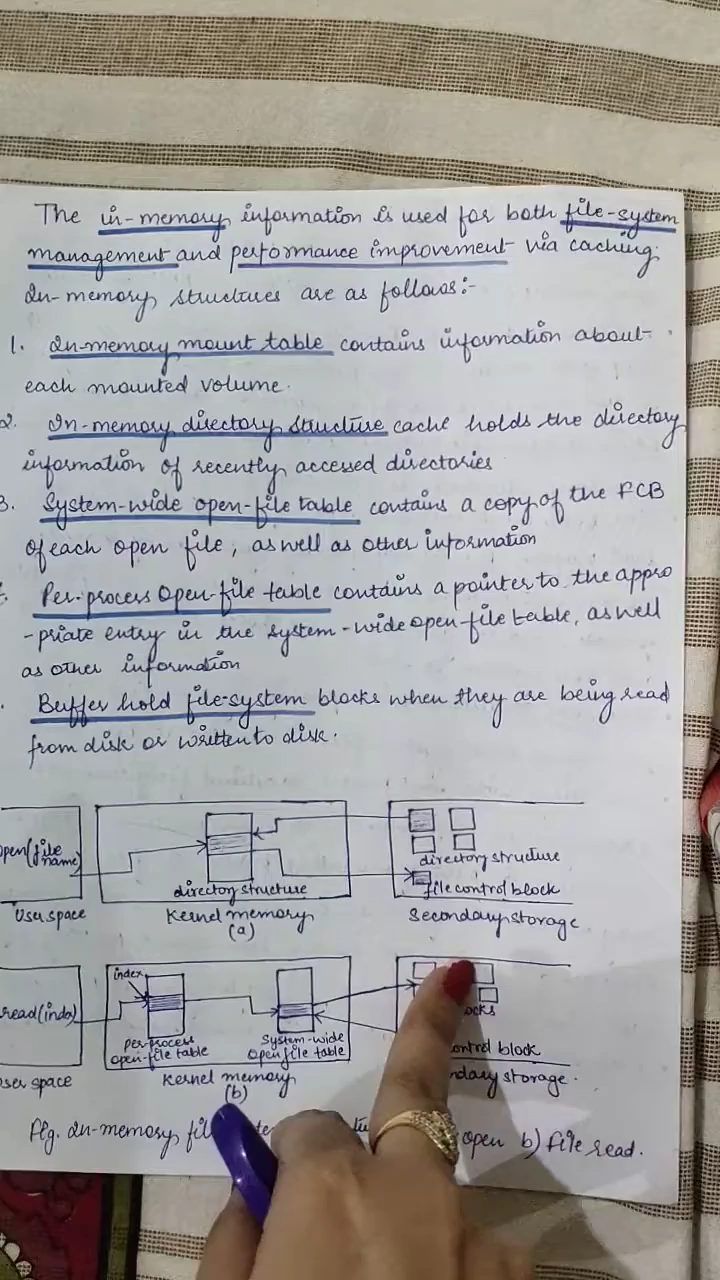 The in-memory information is used for both file-system
management and performance improvement via caching.
In-memory structures are as follows:-
1. In-memory mount table contains information about
each mounted volume.
2. In-memory directory structure cache holds the directory
information of recently accessed directories
3. System-wide open-file table contains a copy of the FCB
of each open file, as well as other information
Per-process Open-file table contains a pointer to the appro
-priate entry in the system-wide open-file table, as well
as other information
Buffer hold file-system blocks when they are being read
from disk or written to disk.
open(file
name)
directory structure
directory structure
file control block
User space
Kernel memory
Secondary storage
(a)
index
read(index)
per-process
open-file table
System-wide
open file table
ocks
control block
user space
Kernel memory
ndary storage.
(b)
Fig. In-memory fil
open b) file read.